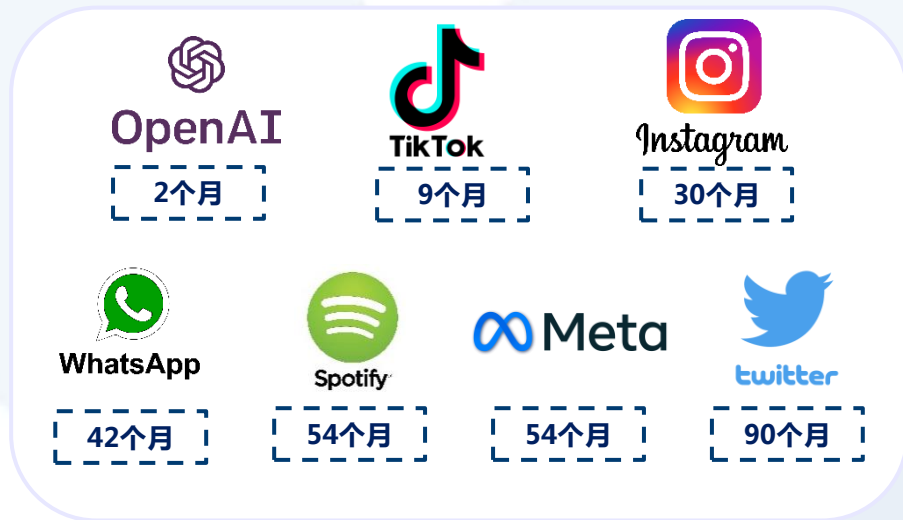 OpenAI
TikTok
Instagram
2个月
9个月
30个月
WhatsApp
Spotify
Meta
twitter
42个月
54个月
54个月
90个月